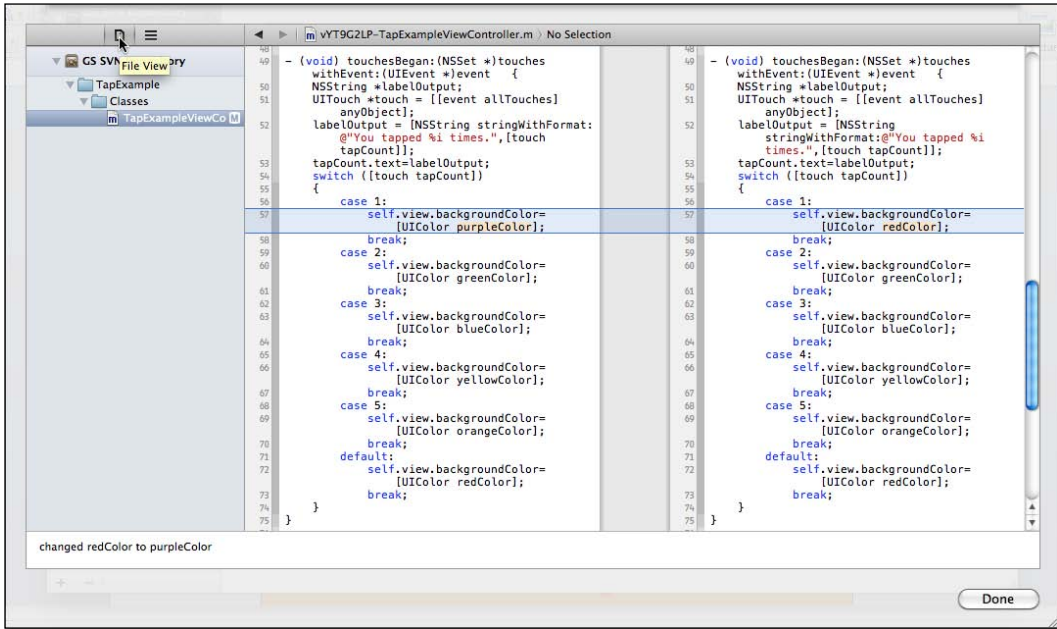 vYT9G2LP-TapExampleViewController.m › No Selection
GS SVN ory
File View
TapExample
Classes
m TapExampleViewCo M
48
49 - (void) touchesBegan:(NSSet *)touches
withEvent:(UIEvent *)event {
50 NSString *labelOutput;
51 UITouch *touch = [[event allTouches]
anyObject];
52 labelOutput = [NSString stringWithFormat:
@"You tapped %i times.",[touch
tapCount]];
53 tapCount.text=labelOutput;
54 switch ([touch tapCount])
55 {
56 case 1:
57 self.view.backgroundColor=
[UIColor purpleColor];
58 break;
59 case 2:
60 self.view.backgroundColor=
[UIColor greenColor];
61 break;
62 case 3:
63 self.view.backgroundColor=
[UIColor blueColor];
64 break;
65 case 4:
66 self.view.backgroundColor=
[UIColor yellowColor];
67 break;
68 case 5:
69 self.view.backgroundColor=
[UIColor orangeColor];
70 break;
71 default:
72 self.view.backgroundColor=
[UIColor redColor];
73 break;
74 }
75 }
48
49 - (void) touchesBegan:(NSSet *)touches
withEvent:(UIEvent *)event {
50 NSString *labelOutput;
51 UITouch *touch = [[event allTouches]
anyObject];
52 labelOutput = [NSString
stringWithFormat:@"You tapped %i
times.",[touch tapCount]];
53 tapCount.text=labelOutput;
54 switch ([touch tapCount])
55 {
56 case 1:
57 self.view.backgroundColor=
[UIColor redColor];
58 break;
59 case 2:
60 self.view.backgroundColor=
[UIColor greenColor];
61 break;
62 case 3:
63 self.view.backgroundColor=
[UIColor blueColor];
64 break;
65 case 4:
66 self.view.backgroundColor=
[UIColor yellowColor];
67 break;
68 case 5:
69 self.view.backgroundColor=
[UIColor orangeColor];
70 break;
71 default:
72 self.view.backgroundColor=
[UIColor redColor];
73 break;
74 }
75 }
changed redColor to purpleColor
Done